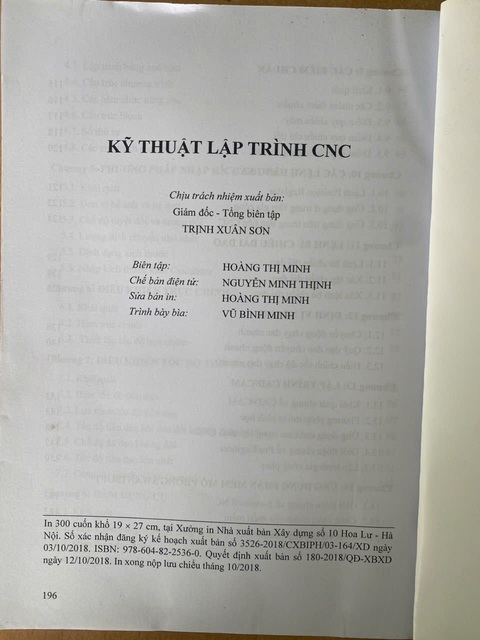 KỸ THUẬT LẬP TRÌNH CNC
Chịu trách nhiệm xuất bản:
Giám đốc - Tổng biên tập
TRỊNH XUÂN SƠN
Biên tập: HOÀNG THỊ MINH
Chế bản điện tử: NGUYỄN MINH THỊNH
Sửa bản in: HOÀNG THỊ MINH
Trình bày bìa: VŨ BÌNH MINH
In 300 cuốn khổ 19 × 27 cm, tại Xưởng in Nhà xuất bản Xây dựng số 10 Hoa Lư - Hà
Nội. Số xác nhận đăng ký kế hoạch xuất bản số 3526-2018/CXBIPH/03-164/XD ngày
03/10/2018. ISBN: 978-604-82-2536-0. Quyết định xuất bản số 180-2018/QĐ-XBXD
ngày 12/10/2018. In xong nộp lưu chiểu tháng 10/2018.
196